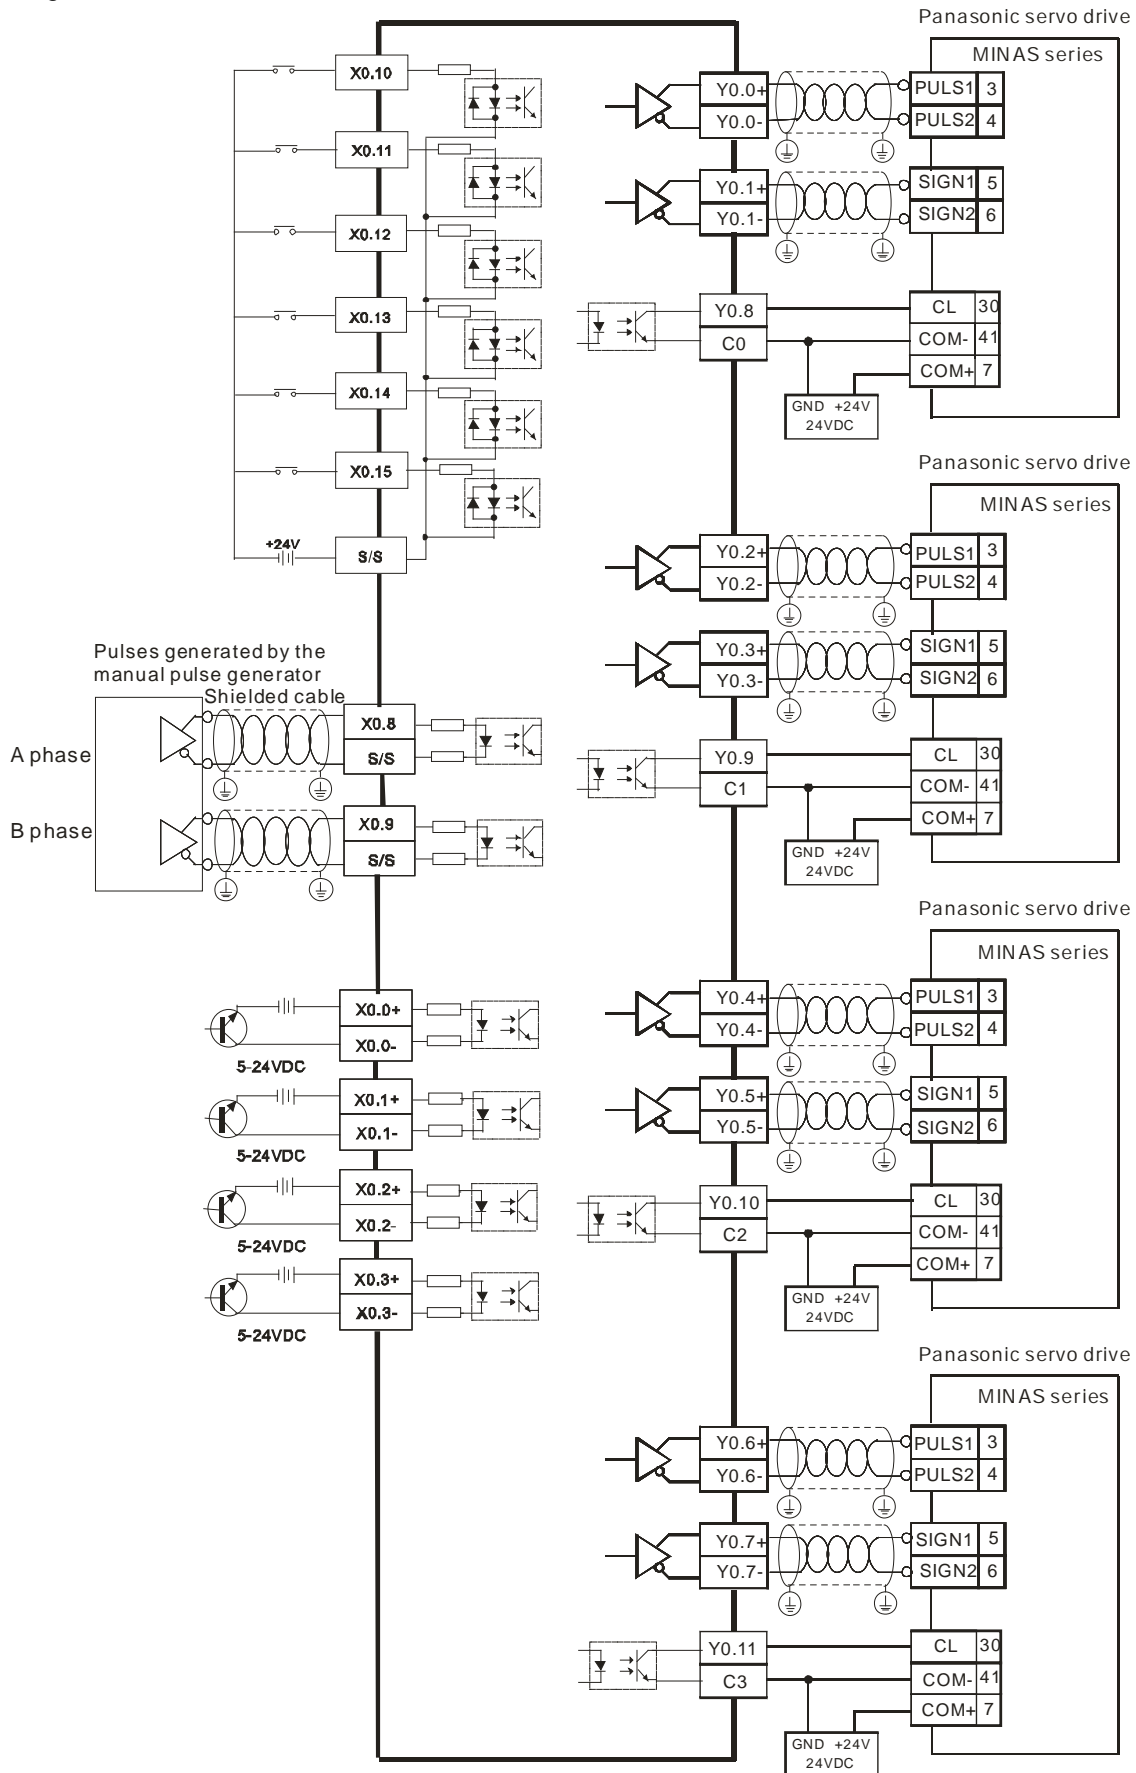 X0.10
X0.11
X0.12
X0.13
X0.14
X0.15
+24V
S/S
Pulses generated by the
manual pulse generator
Shielded cable
A phase
X0.8
S/S
B phase
X0.9
S/S
X0.0+
X0.0-
5-24VDC
X0.1+
X0.1-
5-24VDC
X0.2+
X0.2-
5-24VDC
X0.3+
X0.3-
5-24VDC
Panasonic servo drive
MINAS series
Y0.0+ PULS1 3
Y0.0- PULS2 4
Y0.1+ SIGN1 5
Y0.1- SIGN2 6
Y0.8 CL 30
C0 COM- 41
COM+ 7
GND +24V
24VDC
Panasonic servo drive
MINAS series
Y0.2+ PULS1 3
Y0.2- PULS2 4
Y0.3+ SIGN1 5
Y0.3- SIGN2 6
Y0.9 CL 30
C1 COM- 41
COM+ 7
GND +24V
24VDC
Panasonic servo drive
MINAS series
Y0.4+ PULS1 3
Y0.4- PULS2 4
Y0.5+ SIGN1 5
Y0.5- SIGN2 6
Y0.10 CL 30
C2 COM- 41
COM+ 7
GND +24V
24VDC
Panasonic servo drive
MINAS series
Y0.6+ PULS1 3
Y0.6- PULS2 4
Y0.7+ SIGN1 5
Y0.7- SIGN2 6
Y0.11 CL 30
C3 COM- 41
COM+ 7
GND +24V
24VDC